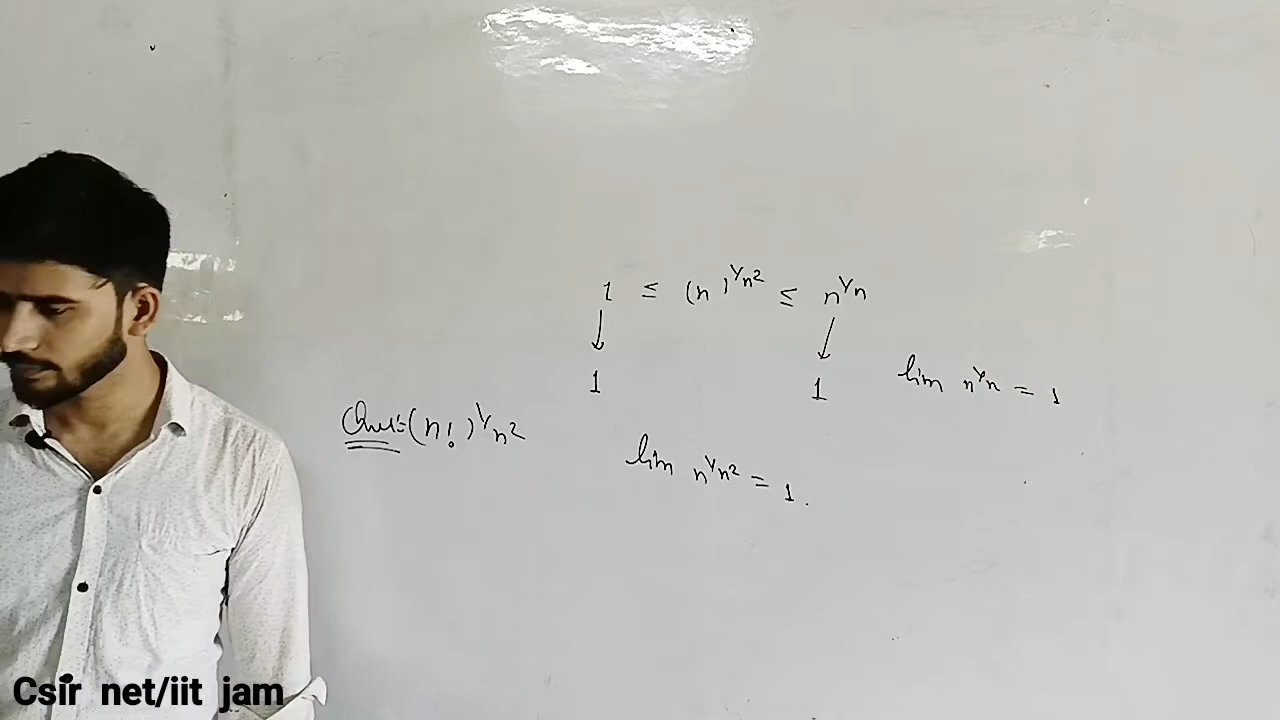 1 ≤ (n)^1/n² ≤ n^1/n
↓ ↓
1 1 lim n^1/n = 1
Ques:(n!)^1/n²
lim n^1/n² = 1.
Csir net/iit jam